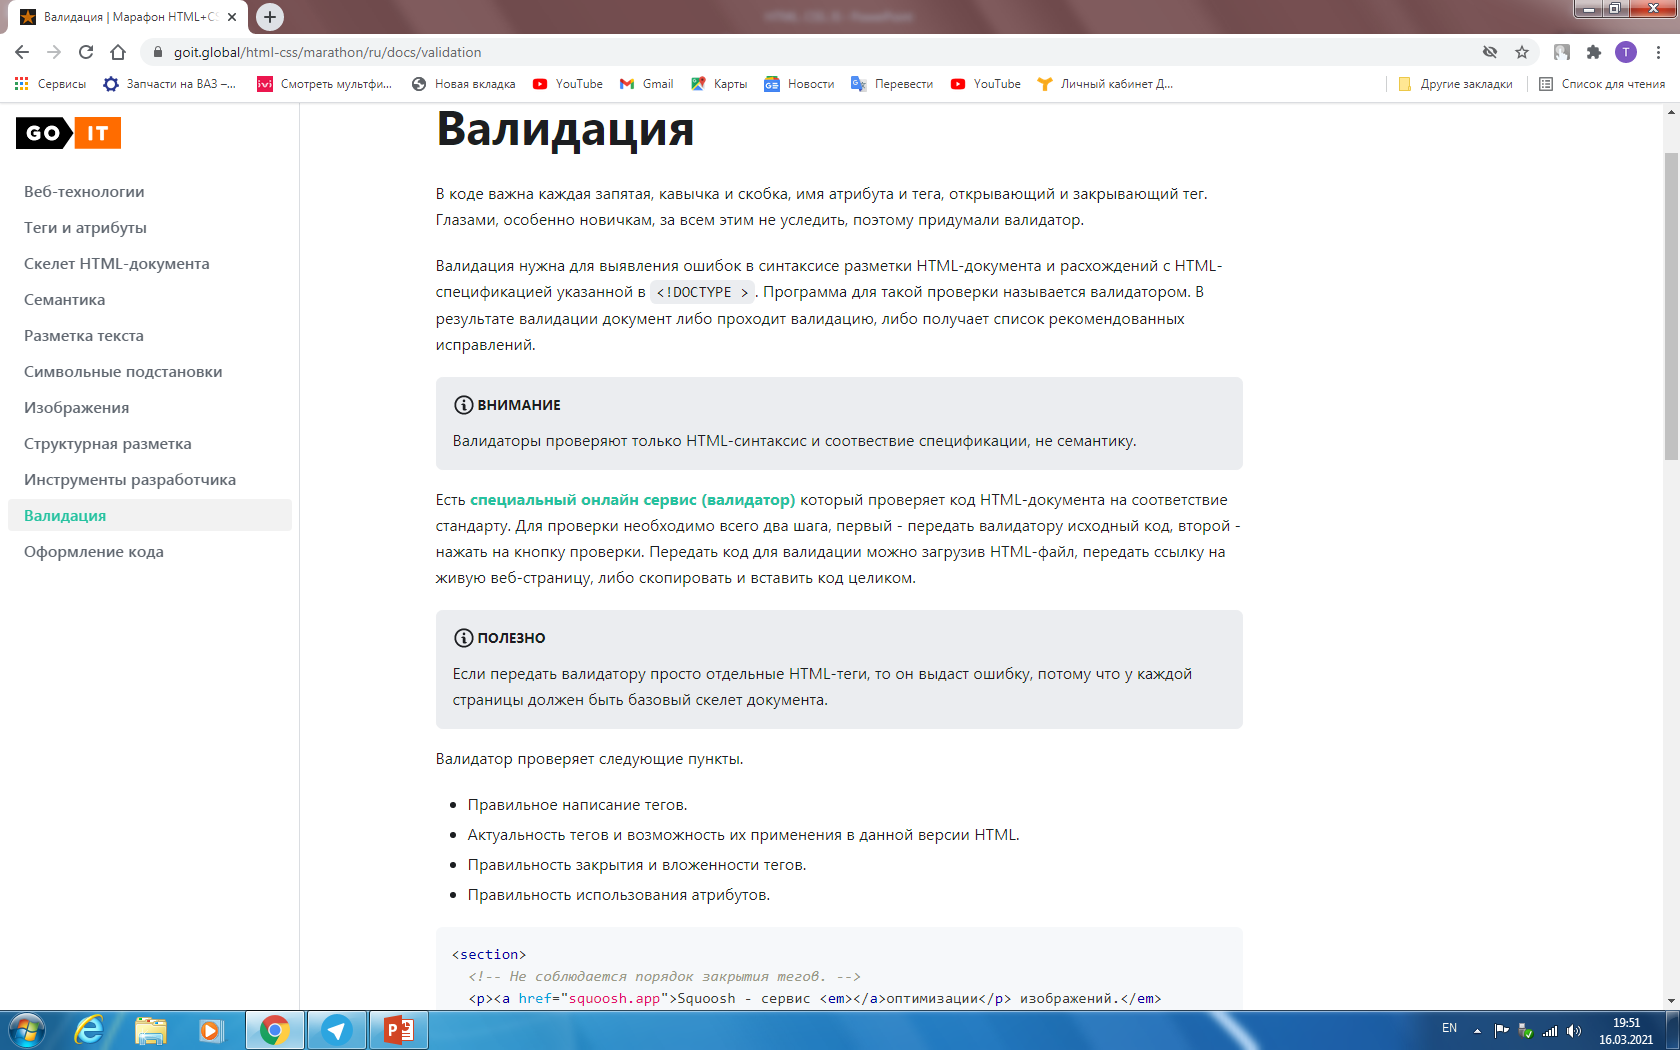 Валидация | Марафон HTML+CS
goit.global/html-css/marathon/ru/docs/validation
T
Сервисы
Запчасти на ВАЗ –...
ivi
Смотреть мультфи...
Новая вкладка
YouTube
Gmail
Карты
Новости
Перевести
YouTube
Личный кабинет Д...
Другие закладки
Список для чтения
GO IT
Веб-технологии
Теги и атрибуты
Скелет HTML-документа
Семантика
Разметка текста
Символьные подстановки
Изображения
Структурная разметка
Инструменты разработчика
Валидация
Оформление кода
Валидация
В коде важна каждая запятая, кавычка и скобка, имя атрибута и тега, открывающий и закрывающий тег.
Глазами, особенно новичкам, за всем этим не уследить, поэтому придумали валидатор.
Валидация нужна для выявления ошибок в синтаксисе разметки HTML-документа и расхождений с HTML-
спецификацией указанной в <!DOCTYPE >. Программа для такой проверки называется валидатором. В
результате валидации документ либо проходит валидацию, либо получает список рекомендованных
исправлений.
ВНИМАНИЕ
Валидаторы проверяют только HTML-синтаксис и соотвествие спецификации, не семантику.
Есть специальный онлайн сервис (валидатор) который проверяет код HTML-документа на соответствие
стандарту. Для проверки необходимо всего два шага, первый - передать валидатору исходный код, второй -
нажать на кнопку проверки. Передать код для валидации можно загрузив HTML-файл, передать ссылку на
живую веб-страницу, либо скопировать и вставить код целиком.
ПОЛЕЗНО
Если передать валидатору просто отдельные HTML-теги, то он выдаст ошибку, потому что у каждой
страницы должен быть базовый скелет документа.
Валидатор проверяет следующие пункты.
Правильное написание тегов.
Актуальность тегов и возможность их применения в данной версии HTML.
Правильность закрытия и вложенности тегов.
Правильность использования атрибутов.
<section>
<!-- Не соблюдается порядок закрытия тегов. -->
<p><a href="squoosh.app">Squoosh - сервис <em></a>оптимизации</p> изображений.</em>
EN
19:51
16.03.2021